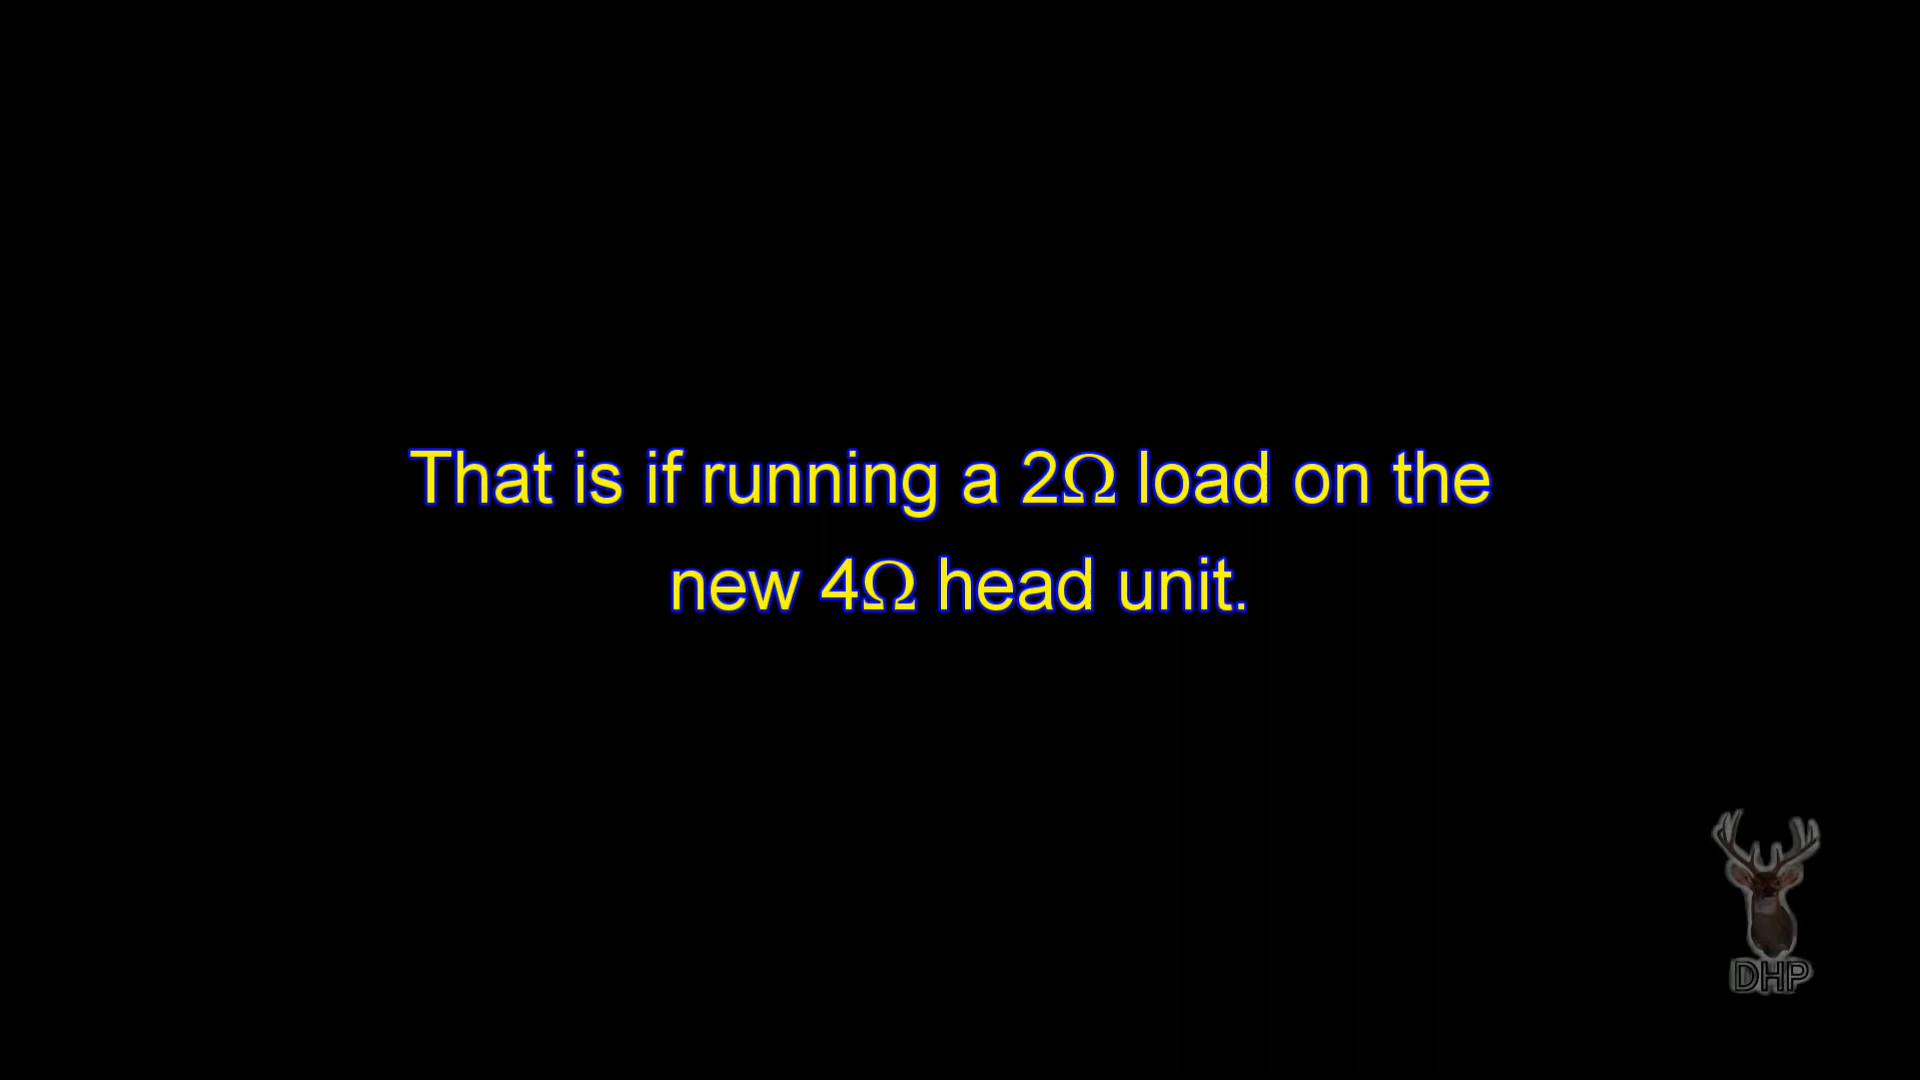 That is if running a 2Ω load on the
new 4Ω head unit.
DHP